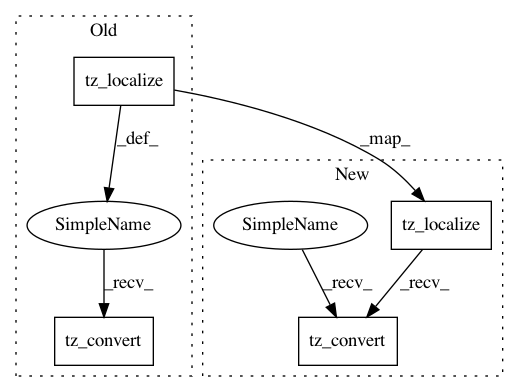 Old
tz_localize
_def_
_map_
New
SimpleName
SimpleName
tz_localize
_recv_
_recv_
_recv_
tz_convert
tz_convert